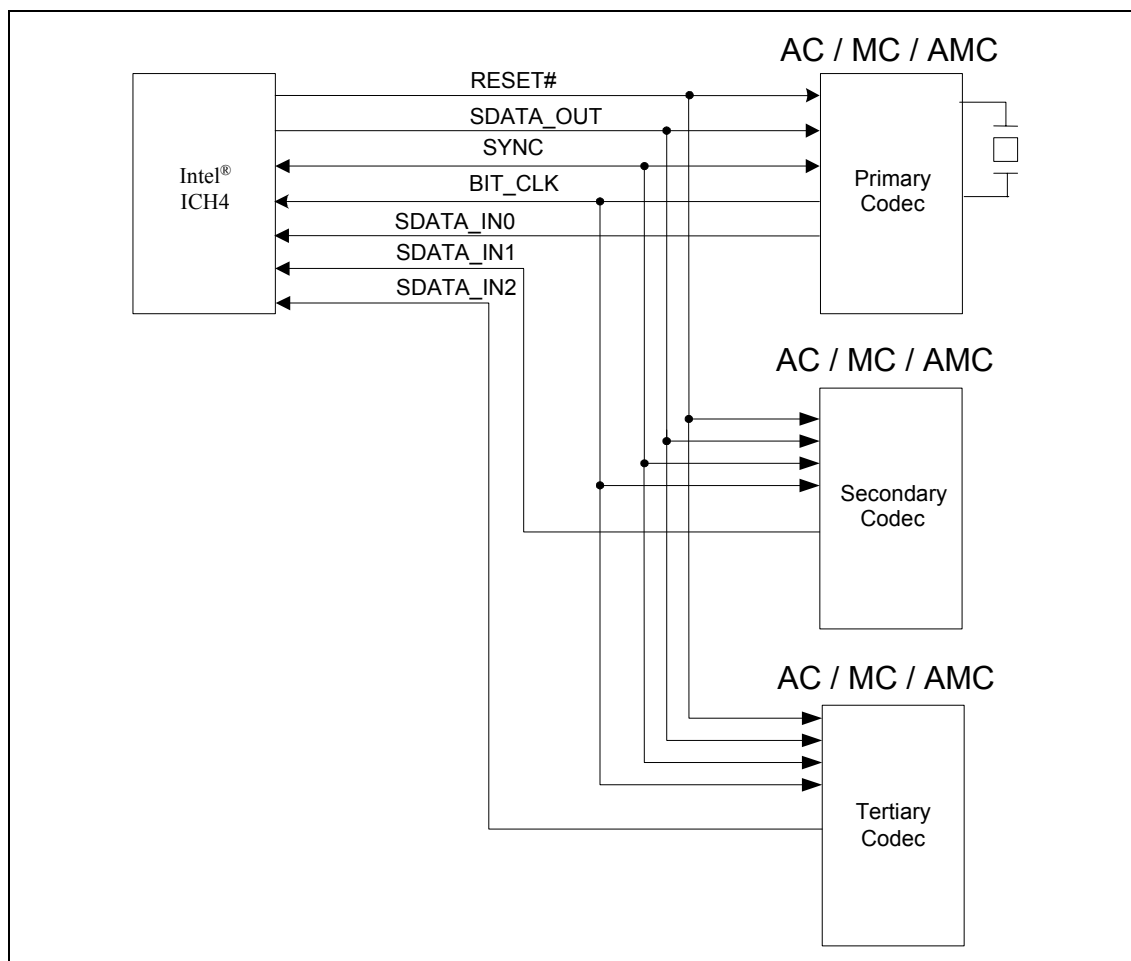 AC / MC / AMC
RESET#
SDATA_OUT
SYNC
BIT_CLK
SDATA_IN0
SDATA_IN1
SDATA_IN2
Intel®
ICH4
Primary
Codec
AC / MC / AMC
Secondary
Codec
AC / MC / AMC
Tertiary
Codec